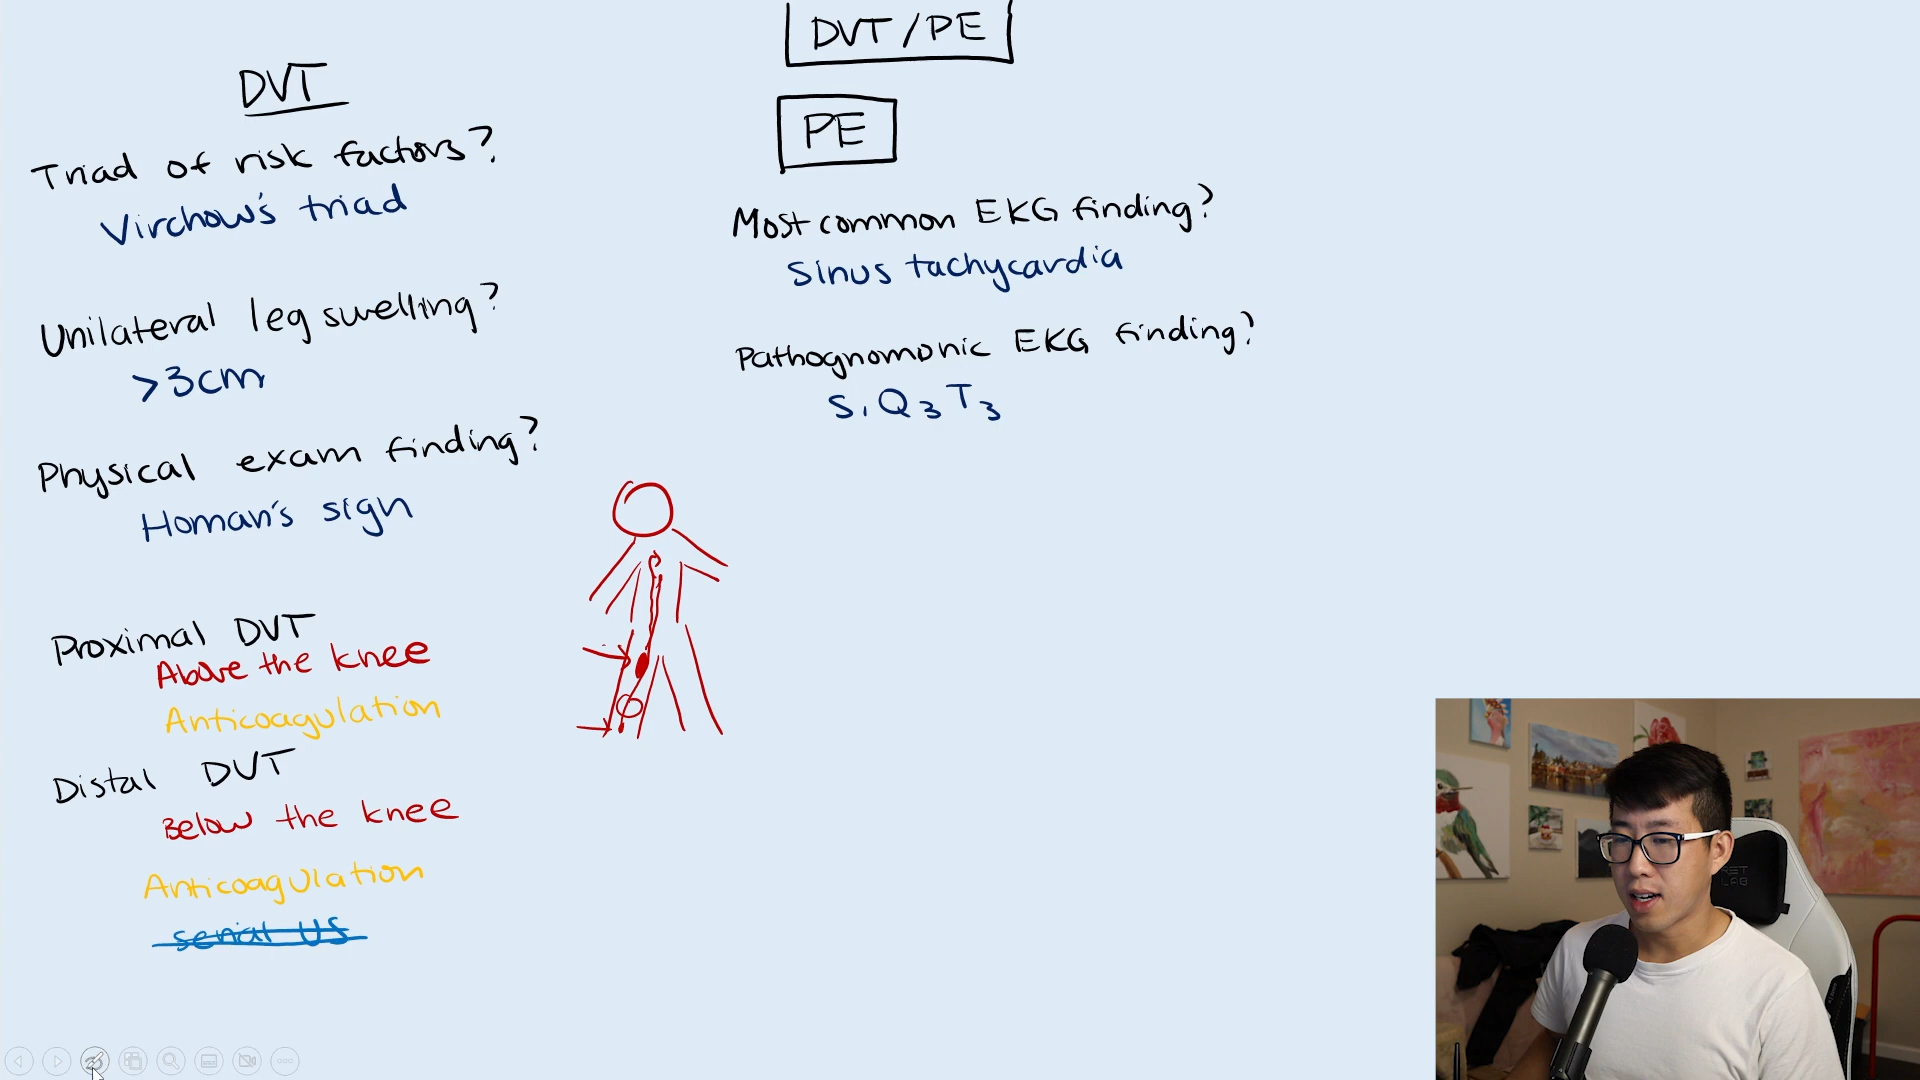 DVT/PE
DVT
Triad of risk factors?
Virchow's triad
Unilateral leg swelling?
>3cm
Physical exam finding?
Homan's sign
Proximal DVT
Above the knee
Anticoagulation
Distal DVT
Below the knee
Anticoagulation
serial US
PE
Most common EKG finding?
Sinus tachycardia
Pathognomonic EKG finding?
S1Q3T3